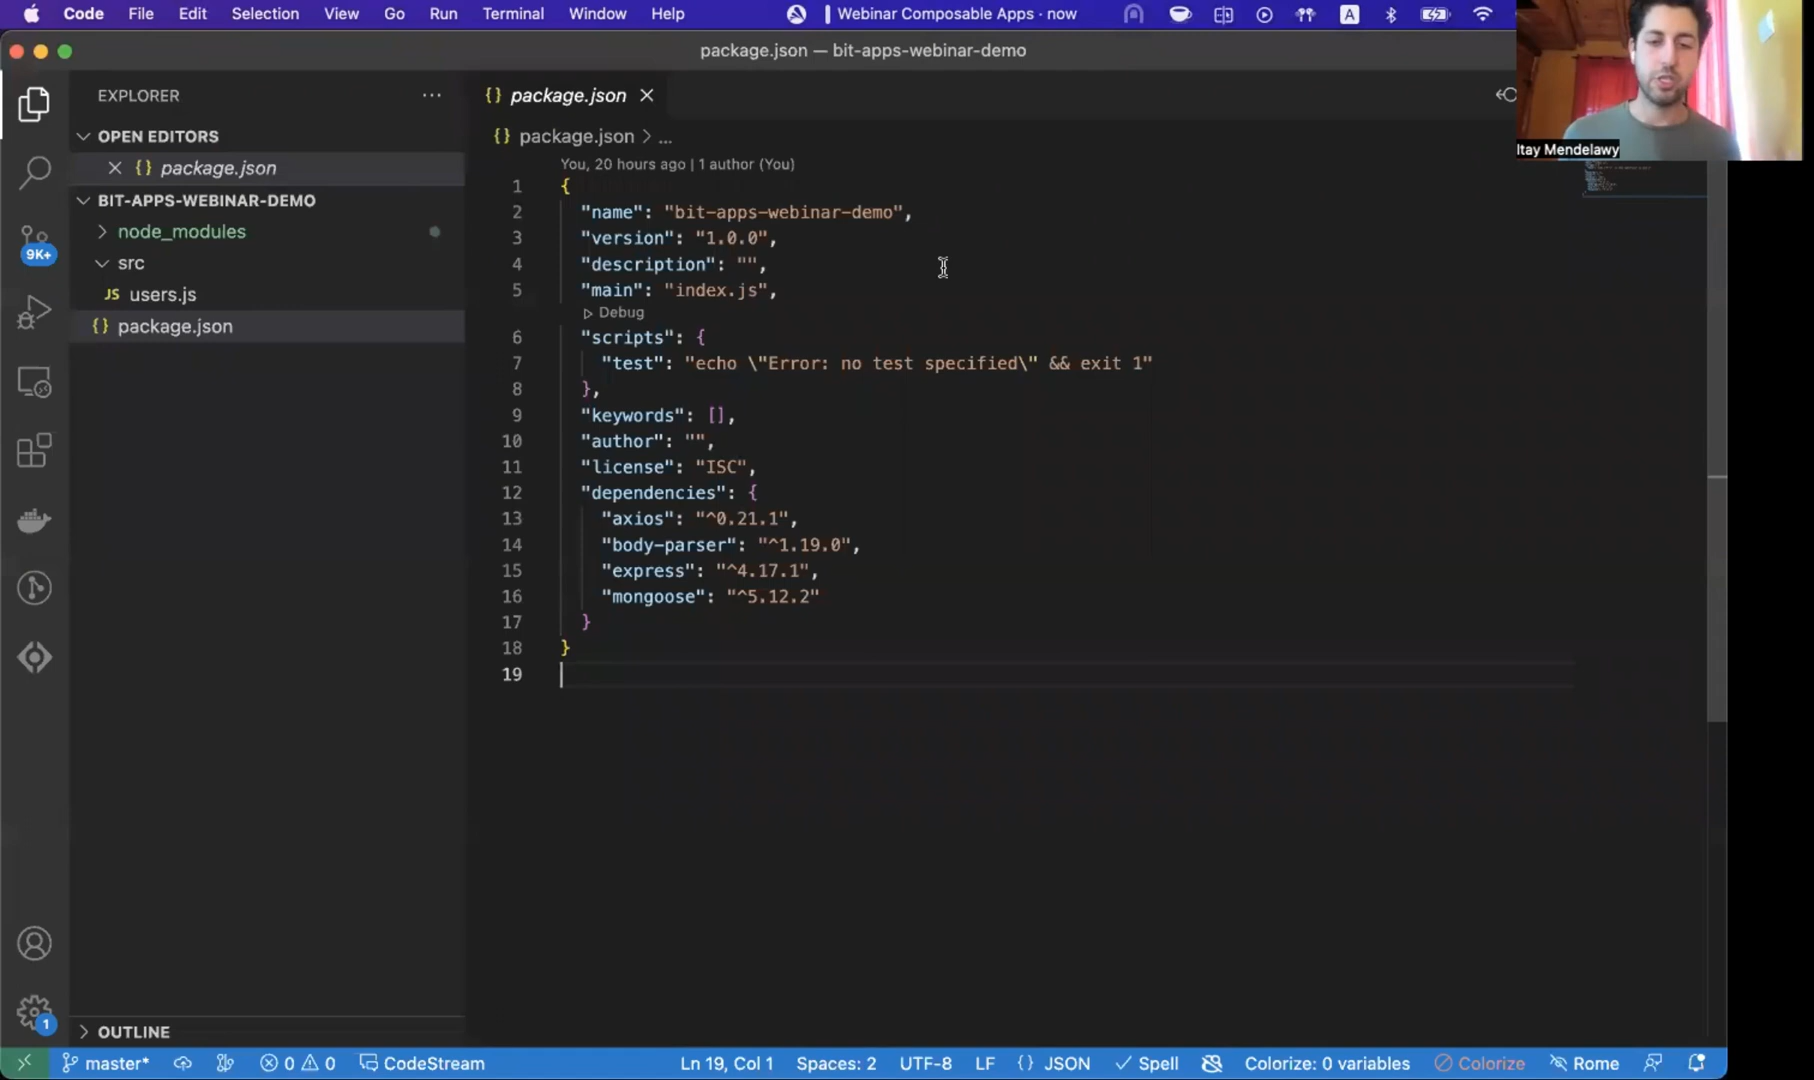 Code File Edit Selection View Go Run Terminal Window Help Webinar Composable Apps · now A
package.json — bit-apps-webinar-demo
EXPLORER ···
{} package.json ×
OPEN EDITORS
{} package.json > ...
× {} package.json
Itay Mendelawy
You, 20 hours ago | 1 author (You)
BIT-APPS-WEBINAR-DEMO
1 {
2 "name": "bit-apps-webinar-demo",
node_modules
3 "version": "1.0.0",
9K+
src
4 "description": "",
JS users.js
5 "main": "index.js",
Debug
{} package.json
6 "scripts": {
7 "test": "echo \"Error: no test specified\" && exit 1"
8 },
9 "keywords": [],
10 "author": "",
11 "license": "ISC",
12 "dependencies": {
13 "axios": "^0.21.1",
14 "body-parser": "^1.19.0",
15 "express": "^4.17.1",
16 "mongoose": "^5.12.2"
17 }
18 }
19
1
OUTLINE
master* 0 0 CodeStream Ln 19, Col 1 Spaces: 2 UTF-8 LF {} JSON Spell Colorize: 0 variables Colorize Rome